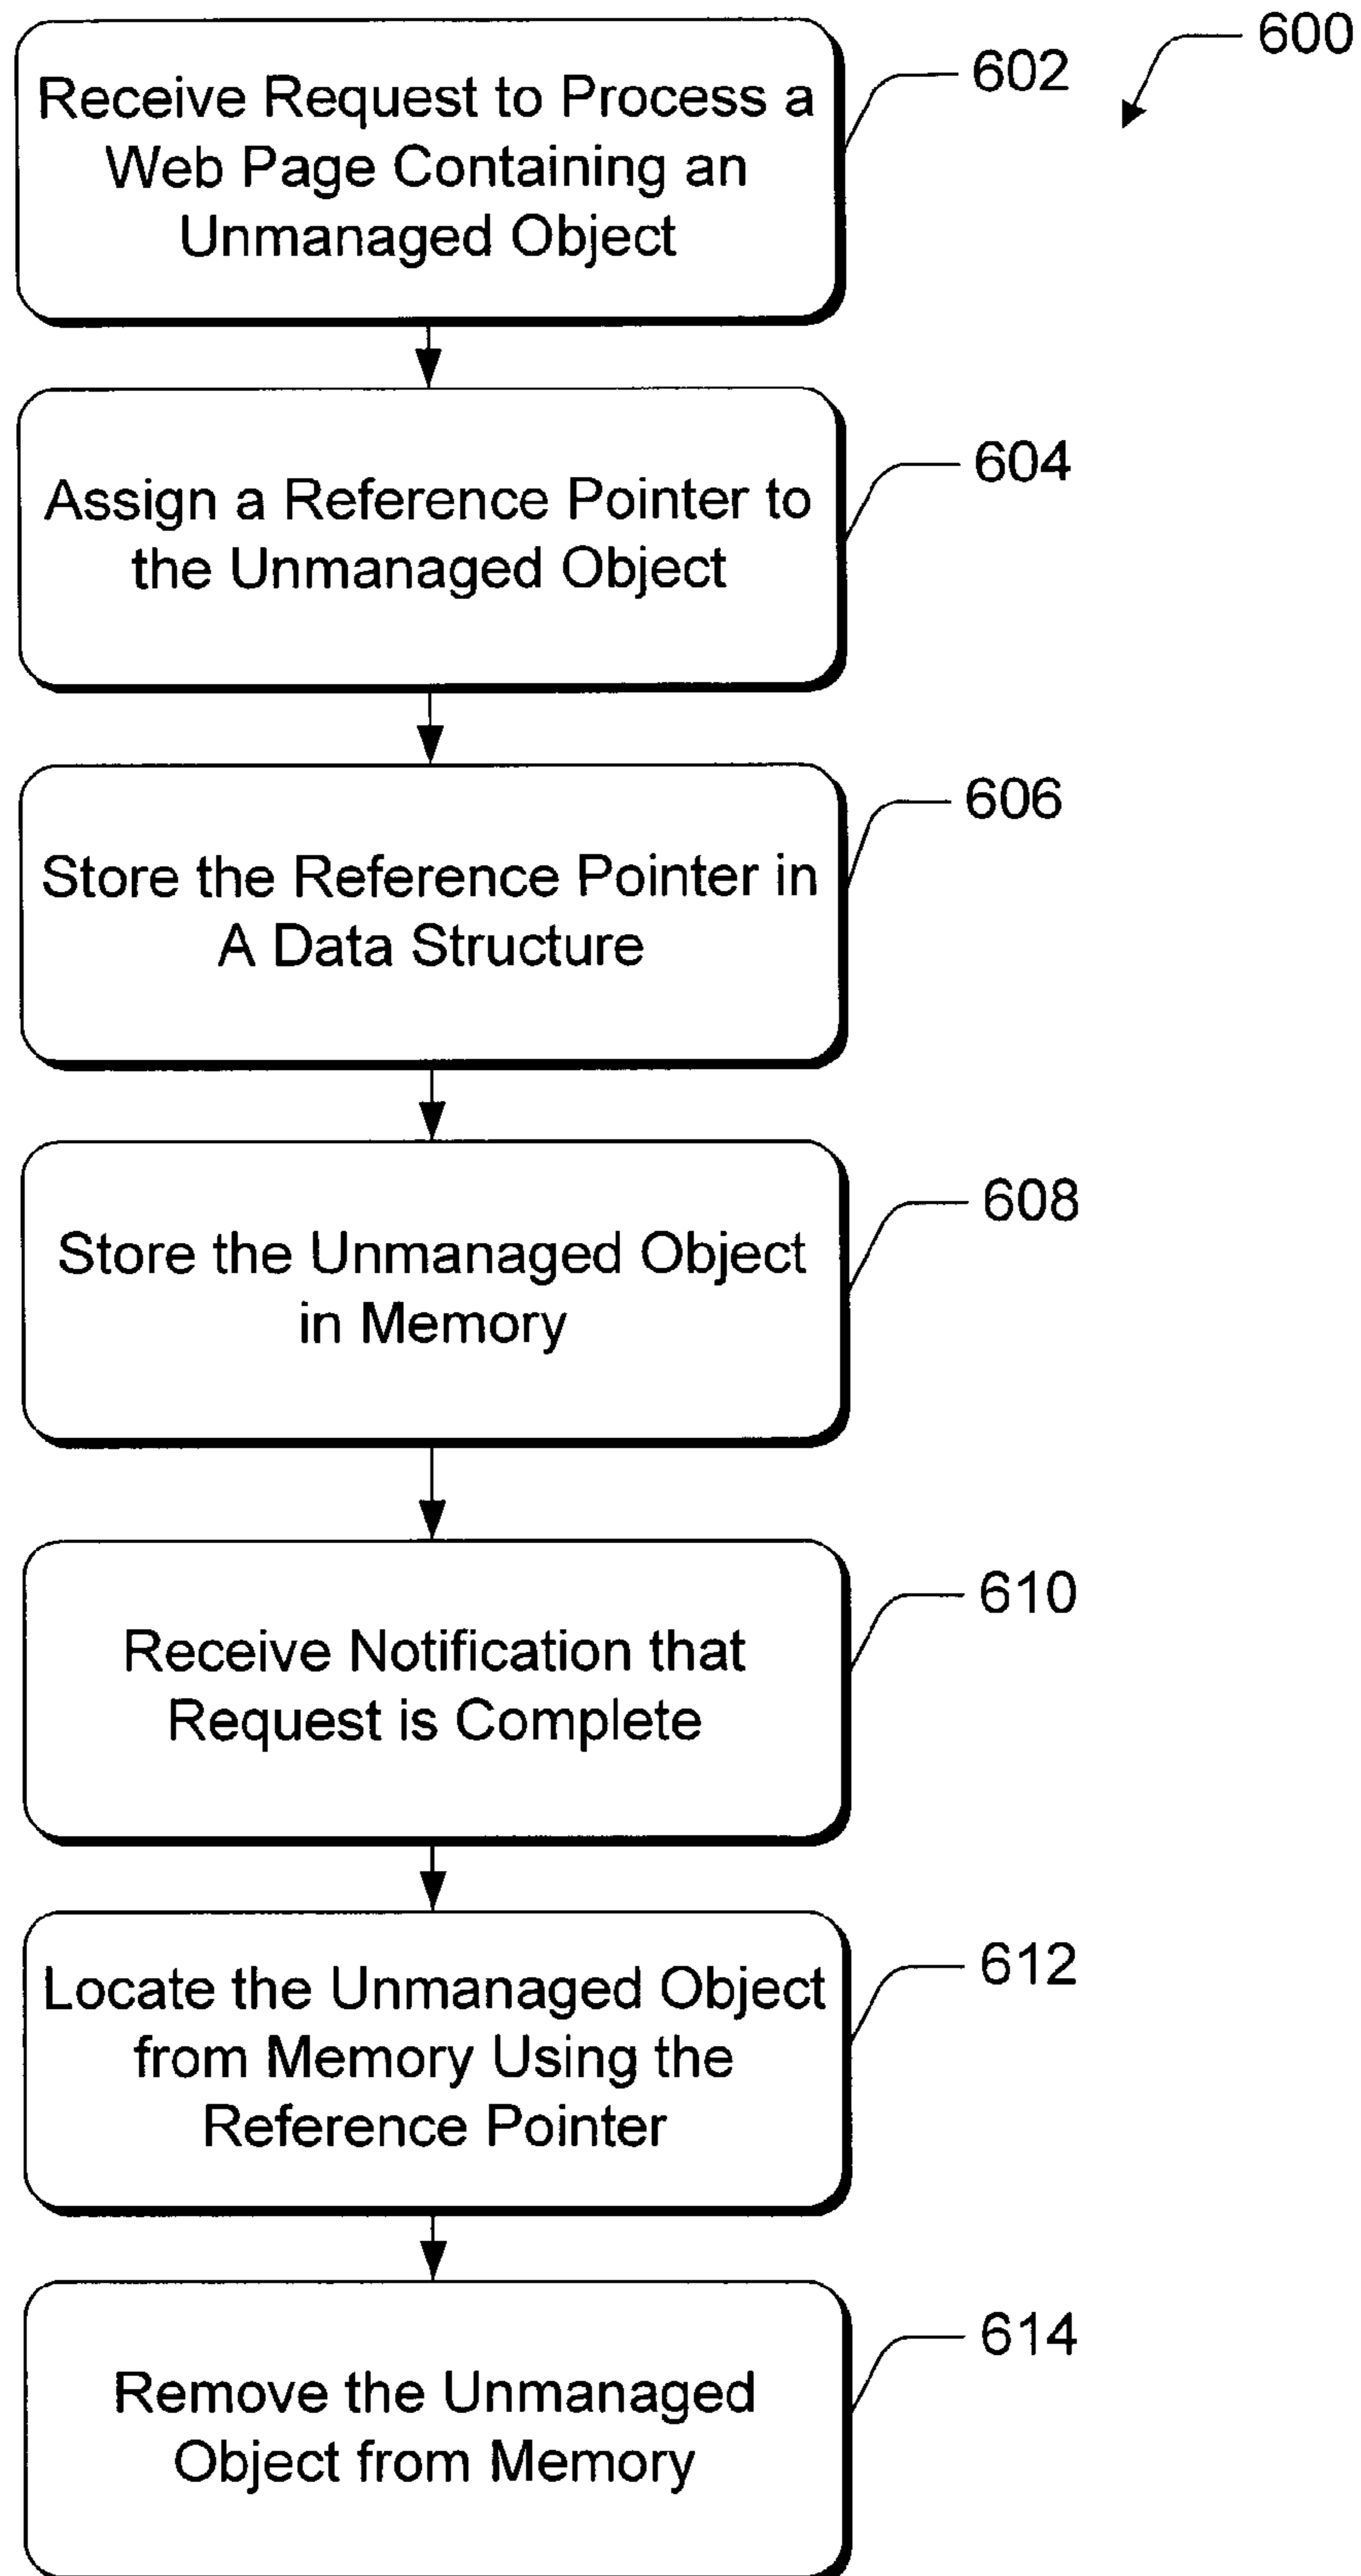 600
602
Receive Request to Process a
Web Page Containing an
Unmanaged Object
604
Assign a Reference Pointer to
the Unmanaged Object
606
Store the Reference Pointer in
A Data Structure
608
Store the Unmanaged Object
in Memory
610
Receive Notification that
Request is Complete
612
Locate the Unmanaged Object
from Memory Using the
Reference Pointer
614
Remove the Unmanaged
Object from Memory